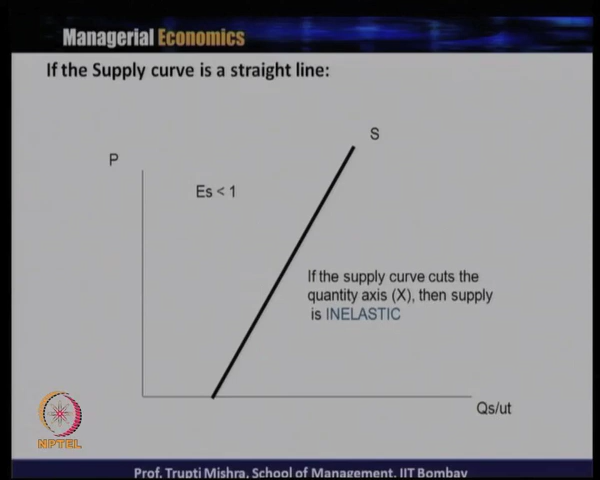 Managerial Economics
If the Supply curve is a straight line:
S
P
Es < 1
If the supply curve cuts the
quantity axis (X), then supply
is INELASTIC
Qs/ut
NPTEL
Prof. Trupti Mishra, School of Management, IIT Bombay